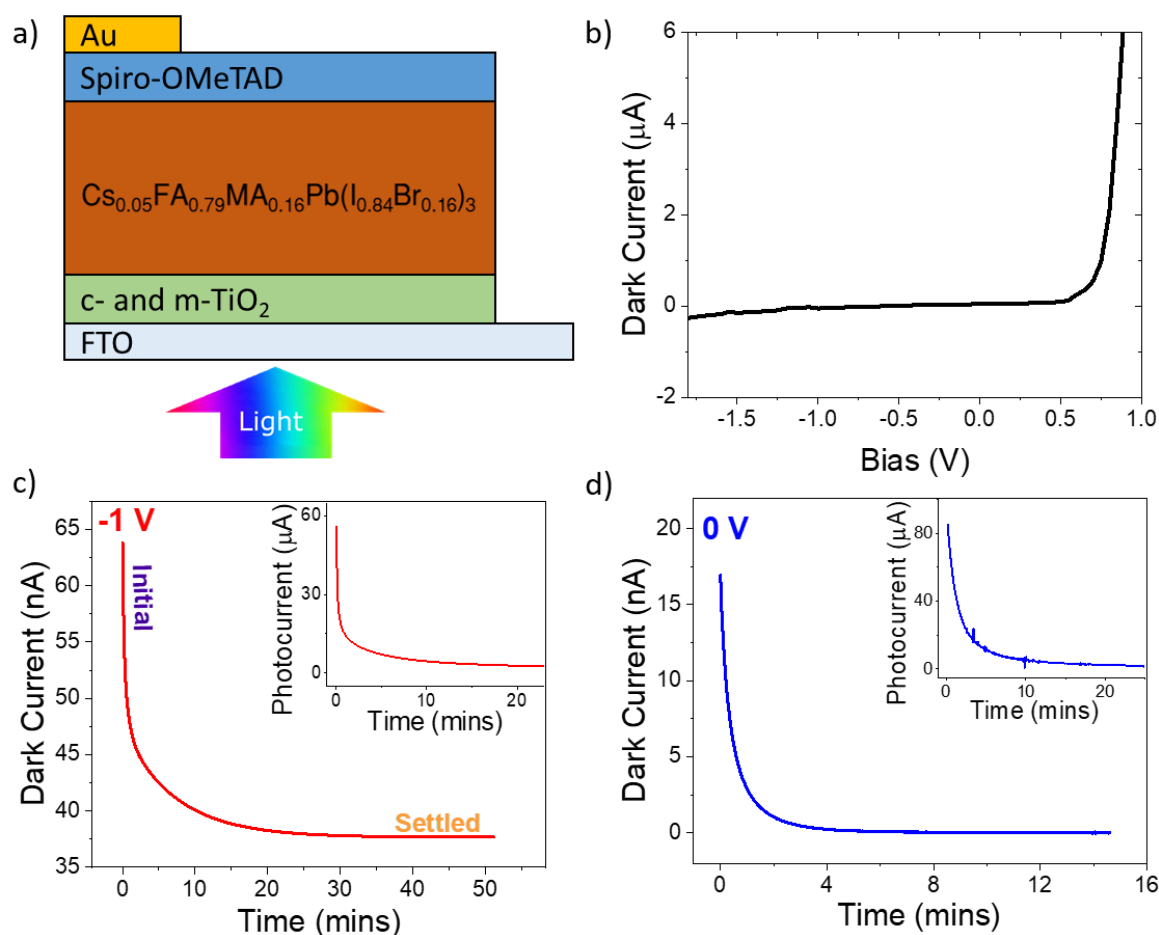 a)
Au
Spiro-OMeTAD
Cs₀.₀₅FA₀.₇₉MA₀.₁₆Pb(I₀.₈₄Br₀.₁₆)₃
c- and m-TiO₂
FTO
Light
b)
Dark Current (μA)
6
4
2
0
-2
-1.5 -1.0 -0.5 0.0 0.5 1.0
Bias (V)
c)
-1 V
Initial
Settled
Dark Current (nA)
65
60
55
50
45
40
35
0 10 20 30 40 50
Time (mins)
Photocurrent (μA)
60
30
0
0 10 20
Time (mins)
d)
0 V
Dark Current (nA)
20
15
10
5
0
0 4 8 12 16
Time (mins)
Photocurrent (μA)
80
40
0
0 10 20
Time (mins)